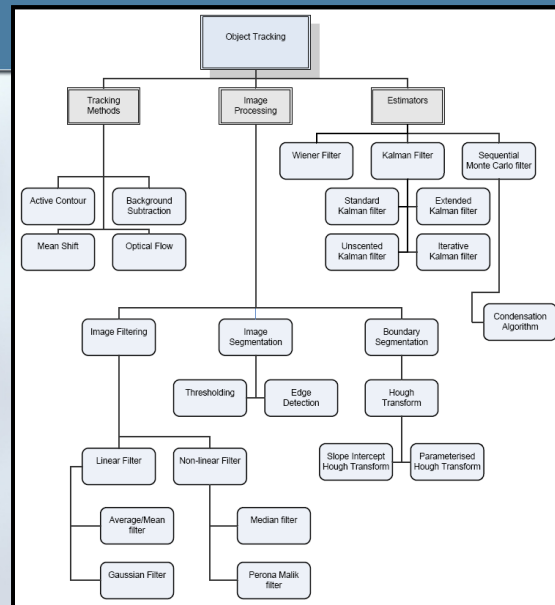 Object Tracking
Tracking
Methods
Image
Processing
Estimators
Wiener Filter
Kalman Filter
Sequential
Monte Carlo filter
Active Contour
Background
Subtraction
Standard
Kalman filter
Extended
Kalman filter
Mean Shift
Optical Flow
Unscented
Kalman filter
Iterative
Kalman filter
Condensation
Algorithm
Image Filtering
Image
Segmentation
Boundary
Segmentation
Thresholding
Edge
Detection
Hough
Transform
Linear Filter
Non-linear Filter
Slope Intercept
Hough Transform
Parameterised
Hough Transform
Average/Mean
filter
Median filter
Gaussian Filter
Perona Malik
filter